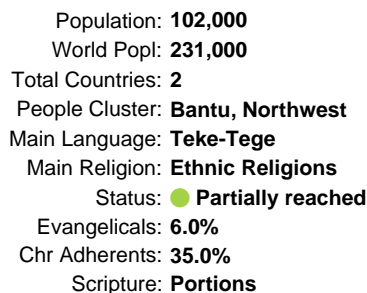 Population: 102,000
World Popl: 231,000
Total Countries: 2
People Cluster: Bantu, Northwest
Main Language: Teke-Tege
Main Religion: Ethnic Religions
Status: Partially reached
Evangelicals: 6.0%
Chr Adherents: 35.0%
Scripture: Portions